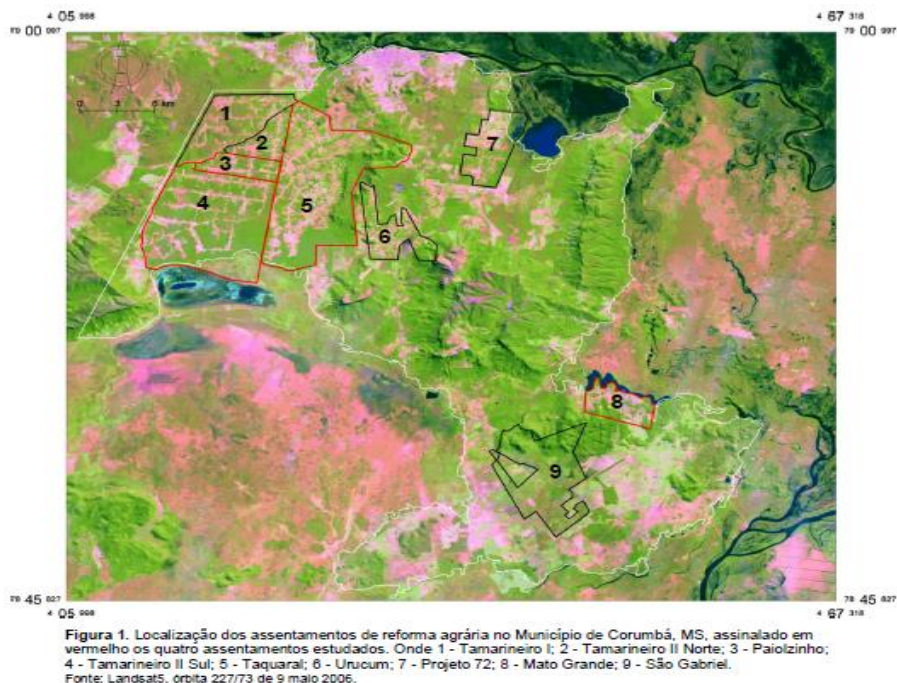 4 05 998
4 67 318
79 00 997
79 00 997
0 3 6 km
1
2
3
4
5
6
7
8
9
78 45 827
78 45 827
4 05 998
4 67 318
Figura 1. Localização dos assentamentos de reforma agrária no Município de Corumbá, MS, assinalado em
vermelho os quatro assentamentos estudados. Onde 1 - Tamarineiro I; 2 - Tamarineiro II Norte; 3 - Paiolzinho;
4 - Tamarineiro II Sul; 5 - Taquaral; 6 - Urucum; 7 - Projeto 72; 8 - Mato Grande; 9 - São Gabriel.
Fonte: Landsat5, órbita 227/73 de 9 maio 2006.